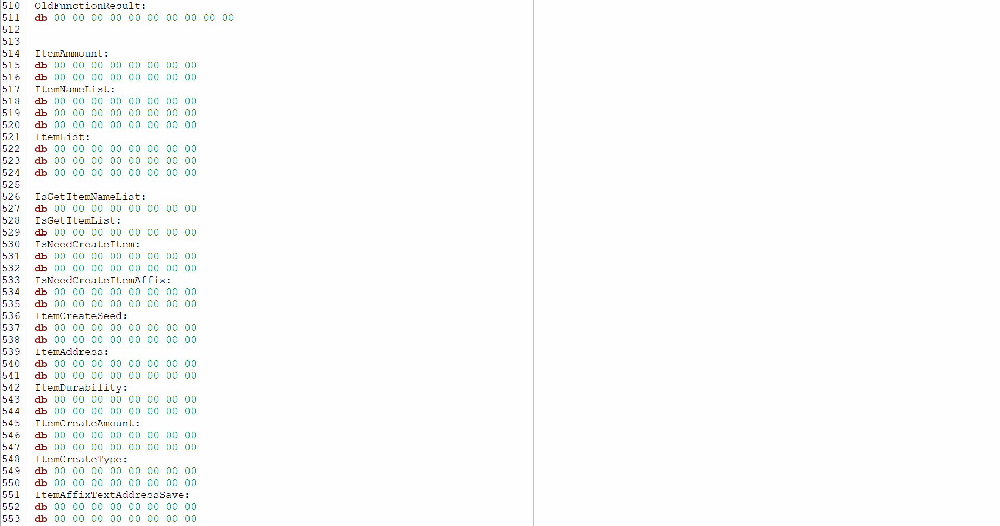 510 OldFunctionResult:
511 db 00 00 00 00 00 00 00 00 00 00
512
513
514 ItemAmmount:
515 db 00 00 00 00 00 00 00 00
516 db 00 00 00 00 00 00 00 00
517 ItemNameList:
518 db 00 00 00 00 00 00 00 00
519 db 00 00 00 00 00 00 00 00
520 db 00 00 00 00 00 00 00 00
521 ItemList:
522 db 00 00 00 00 00 00 00 00
523 db 00 00 00 00 00 00 00 00
524 db 00 00 00 00 00 00 00 00
525
526 IsGetItemNameList:
527 db 00 00 00 00 00 00 00 00
528 IsGetItemList:
529 db 00 00 00 00 00 00 00 00
530 IsNeedCreateItem:
531 db 00 00 00 00 00 00 00 00
532 db 00 00 00 00 00 00 00 00
533 IsNeedCreateItemAffix:
534 db 00 00 00 00 00 00 00 00
535 db 00 00 00 00 00 00 00 00
536 ItemCreateSeed:
537 db 00 00 00 00 00 00 00 00
538 db 00 00 00 00 00 00 00 00
539 ItemAddress:
540 db 00 00 00 00 00 00 00 00
541 db 00 00 00 00 00 00 00 00
542 ItemDurability:
543 db 00 00 00 00 00 00 00 00
544 db 00 00 00 00 00 00 00 00
545 ItemCreateAmount:
546 db 00 00 00 00 00 00 00 00
547 db 00 00 00 00 00 00 00 00
548 ItemCreateType:
549 db 00 00 00 00 00 00 00 00
550 db 00 00 00 00 00 00 00 00
551 ItemAffixTextAddressSave:
552 db 00 00 00 00 00 00 00 00
553 db 00 00 00 00 00 00 00 00